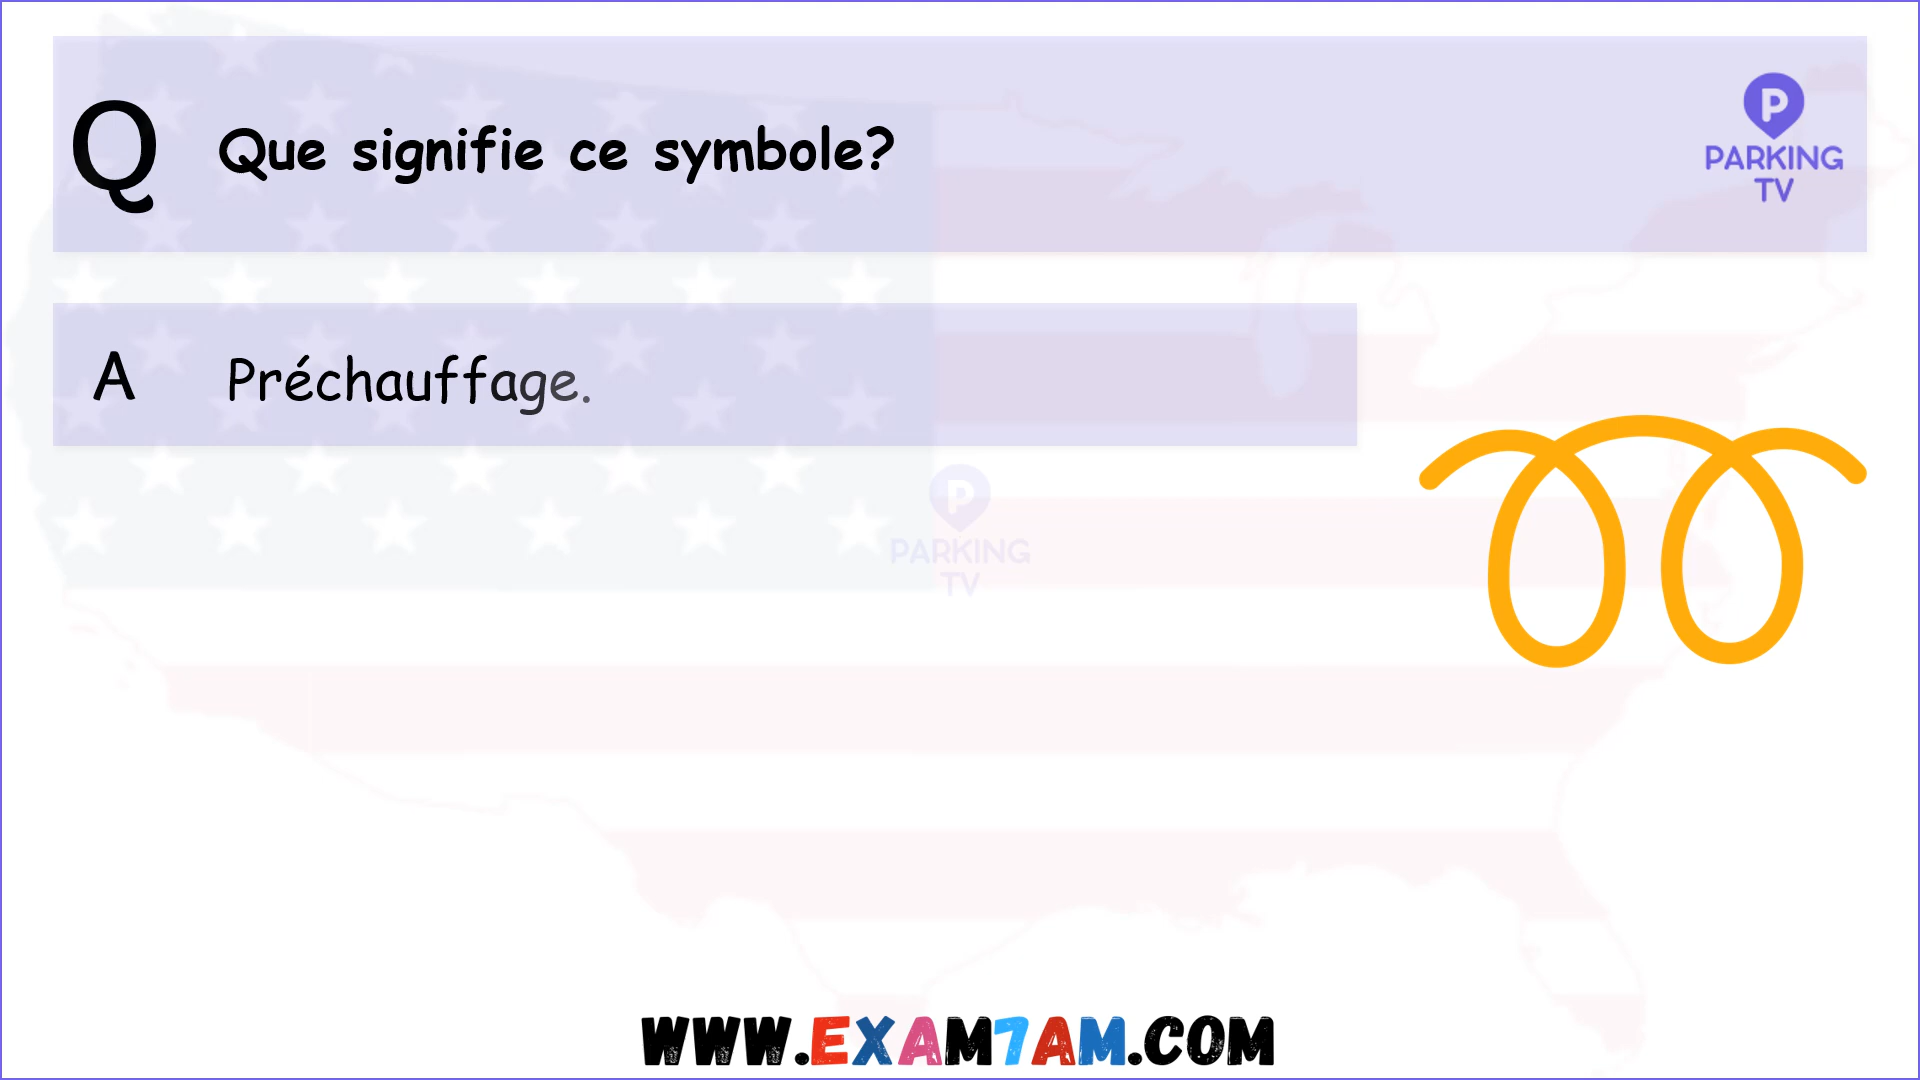 Q Que signifie ce symbole?
P
PARKING
TV
A Préchauffage.
P
PARKING
TV
WWW.EXAM7AM.COM